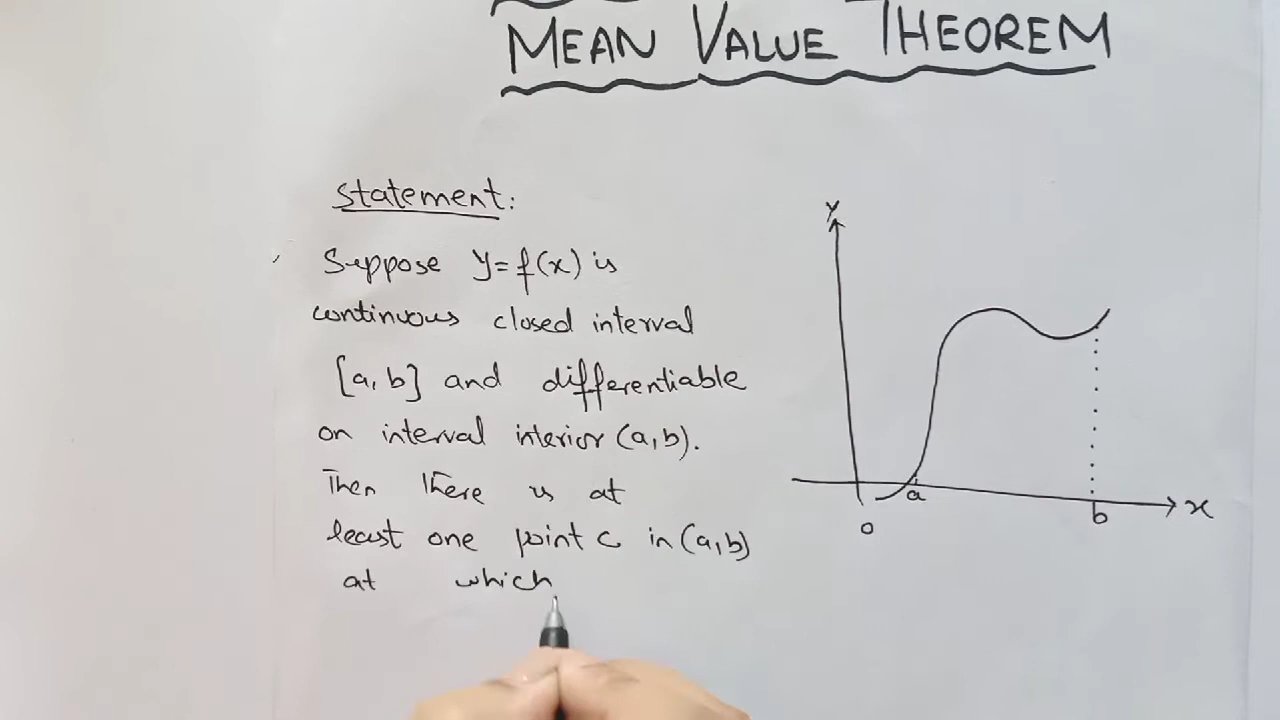 MEAN VALUE THEOREM
Statement:
Suppose y=f(x) is
continuous closed interval
[a,b] and differentiable
on interval interior (a,b).
Then there is at
least one point c in (a,b)
at which
Y
a
b
x
0